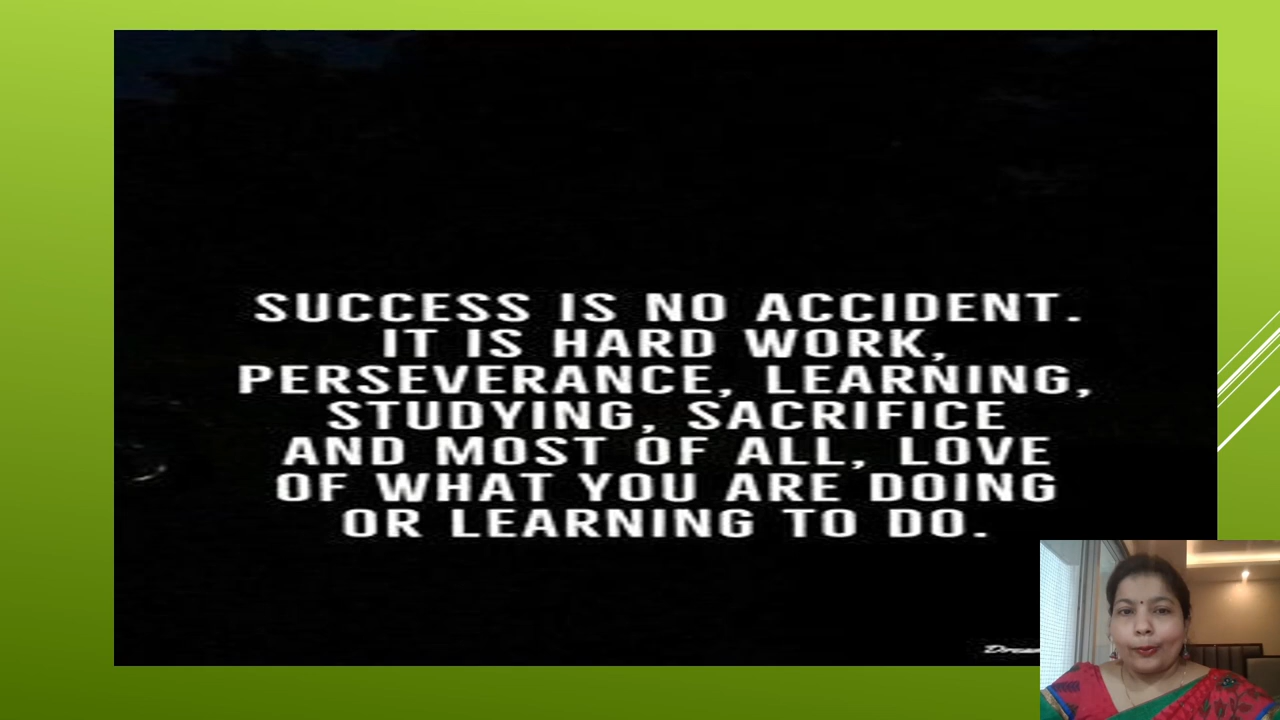 SUCCESS IS NO ACCIDENT.
IT IS HARD WORK,
PERSEVERANCE, LEARNING,
STUDYING, SACRIFICE
AND MOST OF ALL, LOVE
OF WHAT YOU ARE DOING
OR LEARNING TO DO.